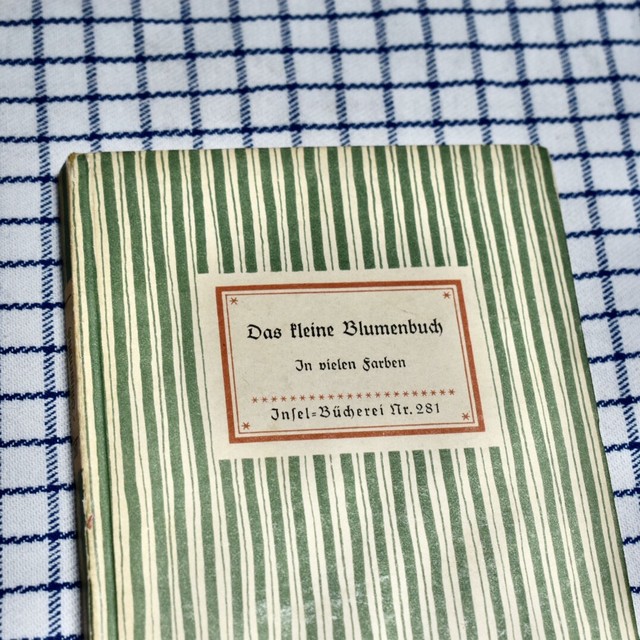 Das kleine Blumenbuch
In vielen Farben
Insel-Bücherei Nr. 281